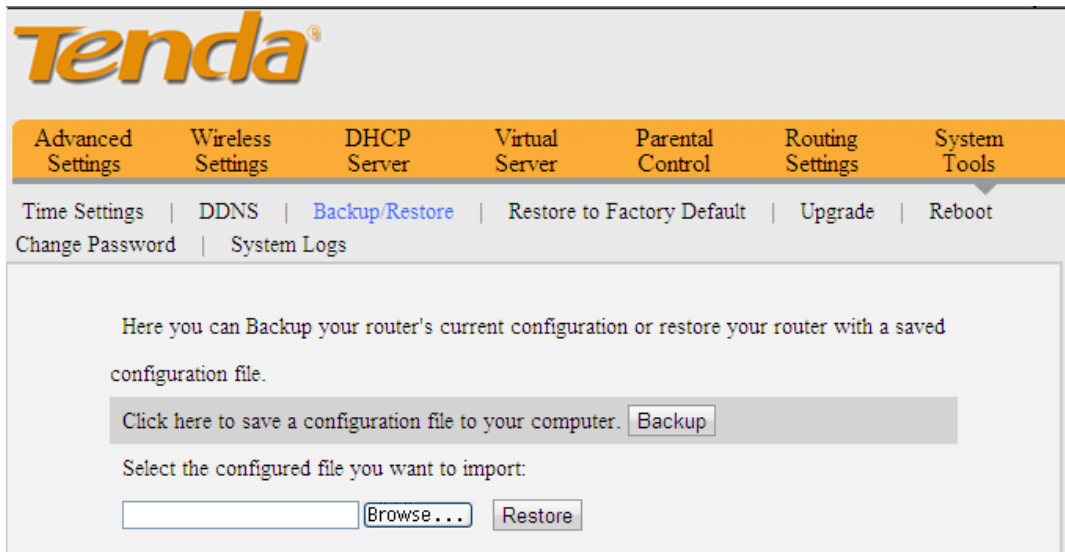 Tenda®
Advanced Settings
Wireless Settings
DHCP Server
Virtual Server
Parental Control
Routing Settings
System Tools
Time Settings | DDNS | Backup/Restore | Restore to Factory Default | Upgrade | Reboot
Change Password | System Logs
Here you can Backup your router's current configuration or restore your router with a saved
configuration file.
Click here to save a configuration file to your computer. Backup
Select the configured file you want to import:
Browse... Restore